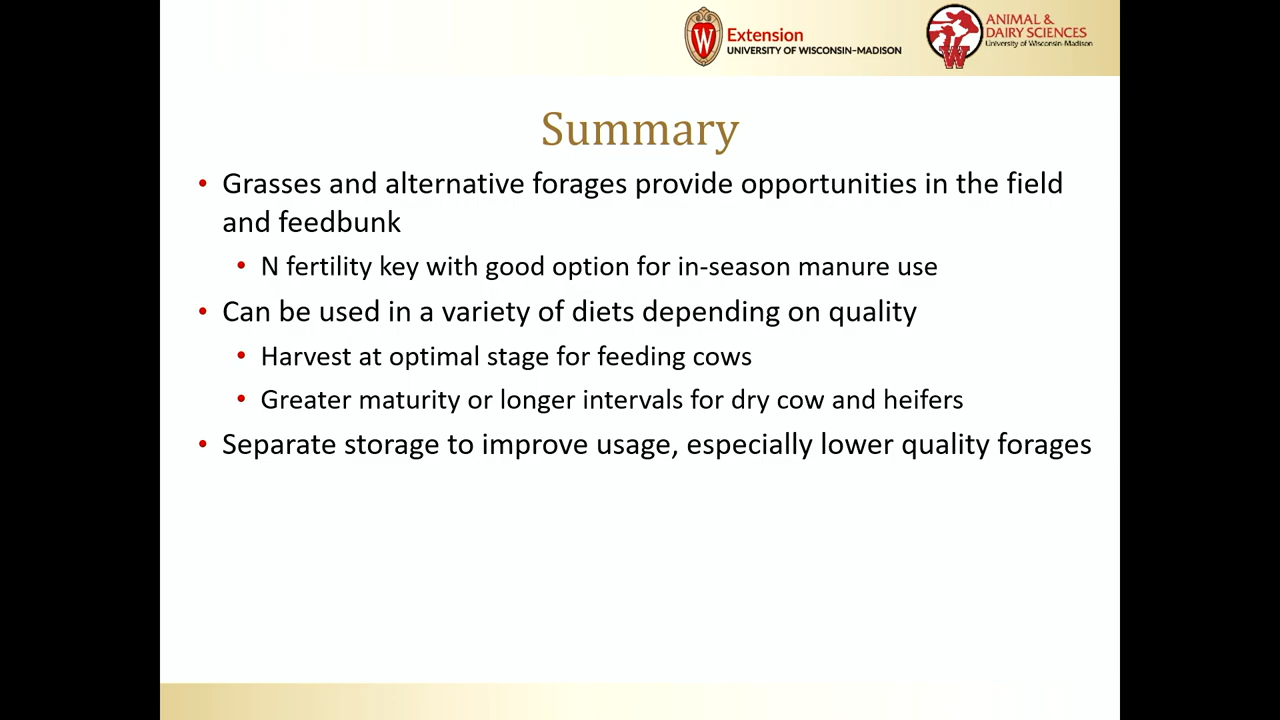 Extension
UNIVERSITY OF WISCONSIN–MADISON
ANIMAL &
DAIRY SCIENCES
University of Wisconsin-Madison
Summary
• Grasses and alternative forages provide opportunities in the field
and feedbunk
• N fertility key with good option for in-season manure use
• Can be used in a variety of diets depending on quality
• Harvest at optimal stage for feeding cows
• Greater maturity or longer intervals for dry cow and heifers
• Separate storage to improve usage, especially lower quality forages